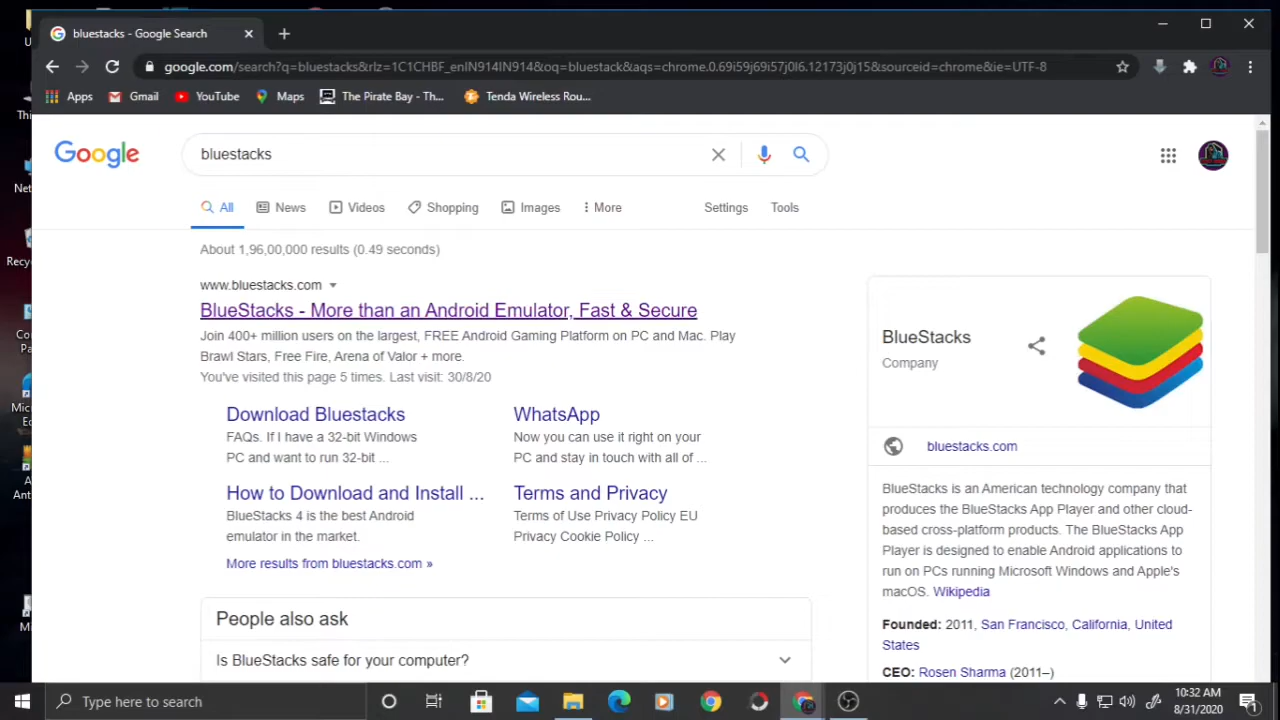 bluestacks - Google Search
google.com/search?q=bluestacks&rlz=1C1CHBF_enIN914IN914&oq=bluestack&aqs=chrome.0.69i59j69i57j0l6.12173j0j15&sourceid=chrome&ie=UTF-8
Apps Gmail YouTube Maps The Pirate Bay - Th... Tenda Wireless Rou...
Google bluestacks
All News Videos Shopping Images More Settings Tools
About 1,96,00,000 results (0.49 seconds)
www.bluestacks.com
BlueStacks - More than an Android Emulator, Fast & Secure
Join 400+ million users on the largest, FREE Android Gaming Platform on PC and Mac. Play
Brawl Stars, Free Fire, Arena of Valor + more.
You've visited this page 5 times. Last visit: 30/8/20
Download Bluestacks
FAQs. If I have a 32-bit Windows
PC and want to run 32-bit ...
WhatsApp
Now you can use it right on your
PC and stay in touch with all of ...
How to Download and Install ...
BlueStacks 4 is the best Android
emulator in the market.
Terms and Privacy
Terms of Use Privacy Policy EU
Privacy Cookie Policy ...
More results from bluestacks.com »
People also ask
Is BlueStacks safe for your computer?
BlueStacks
Company
bluestacks.com
BlueStacks is an American technology company that
produces the BlueStacks App Player and other cloud-
based cross-platform products. The BlueStacks App
Player is designed to enable Android applications to
run on PCs running Microsoft Windows and Apple's
macOS. Wikipedia
Founded: 2011, San Francisco, California, United
States
CEO: Rosen Sharma (2011–)
Type here to search
10:32 AM
8/31/2020
1